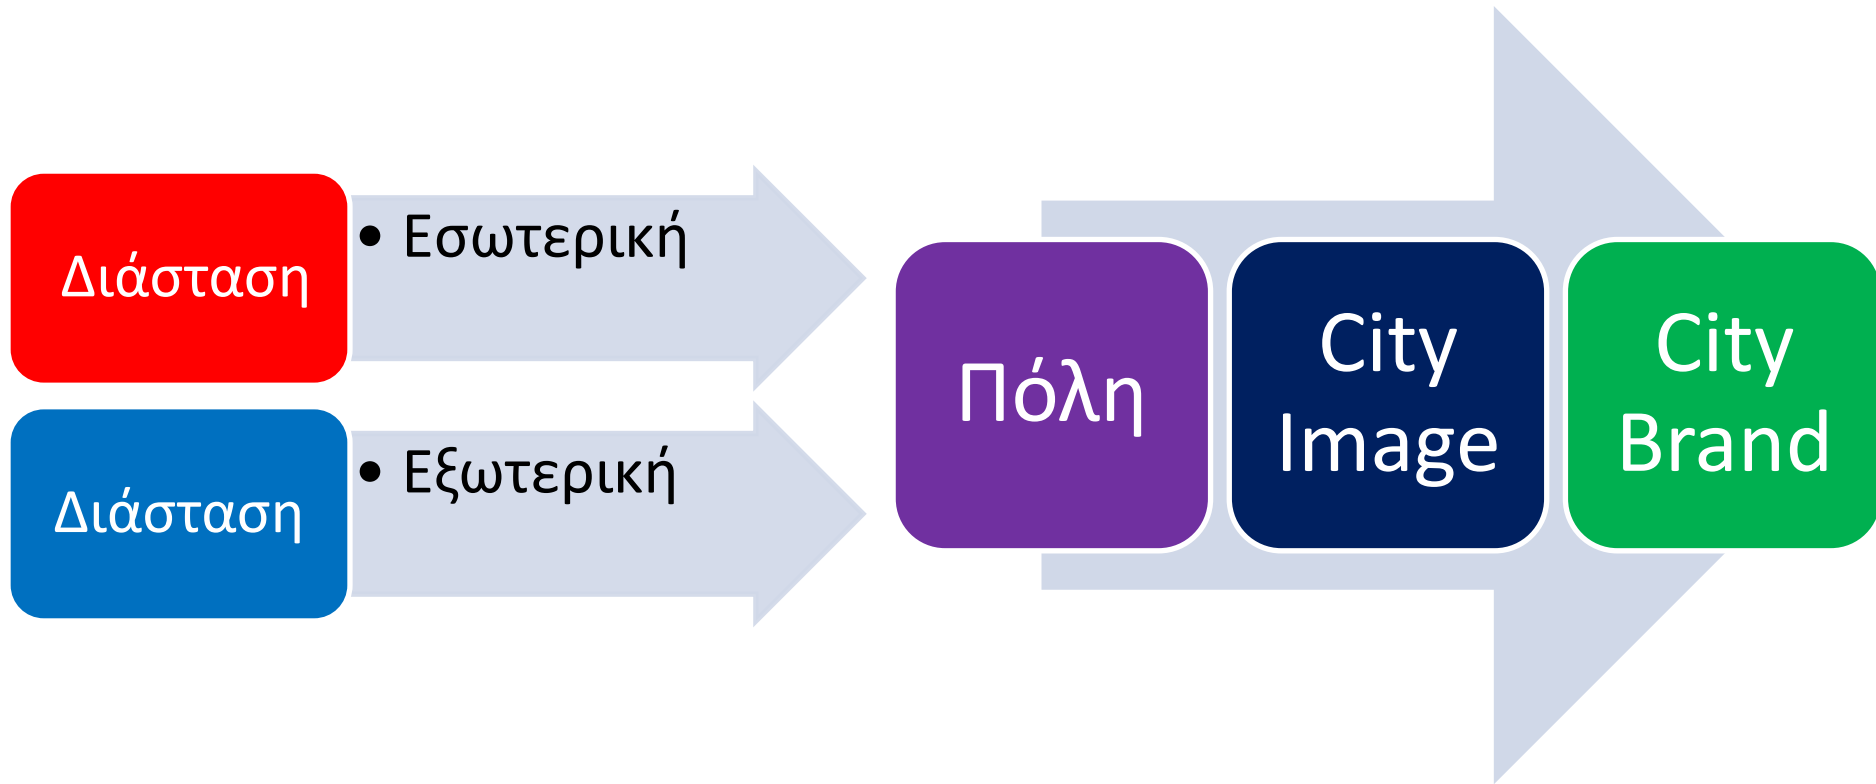 Διάσταση
• Εσωτερική
Διάσταση
• Εξωτερική
Πόλη
City
Image
City
Brand